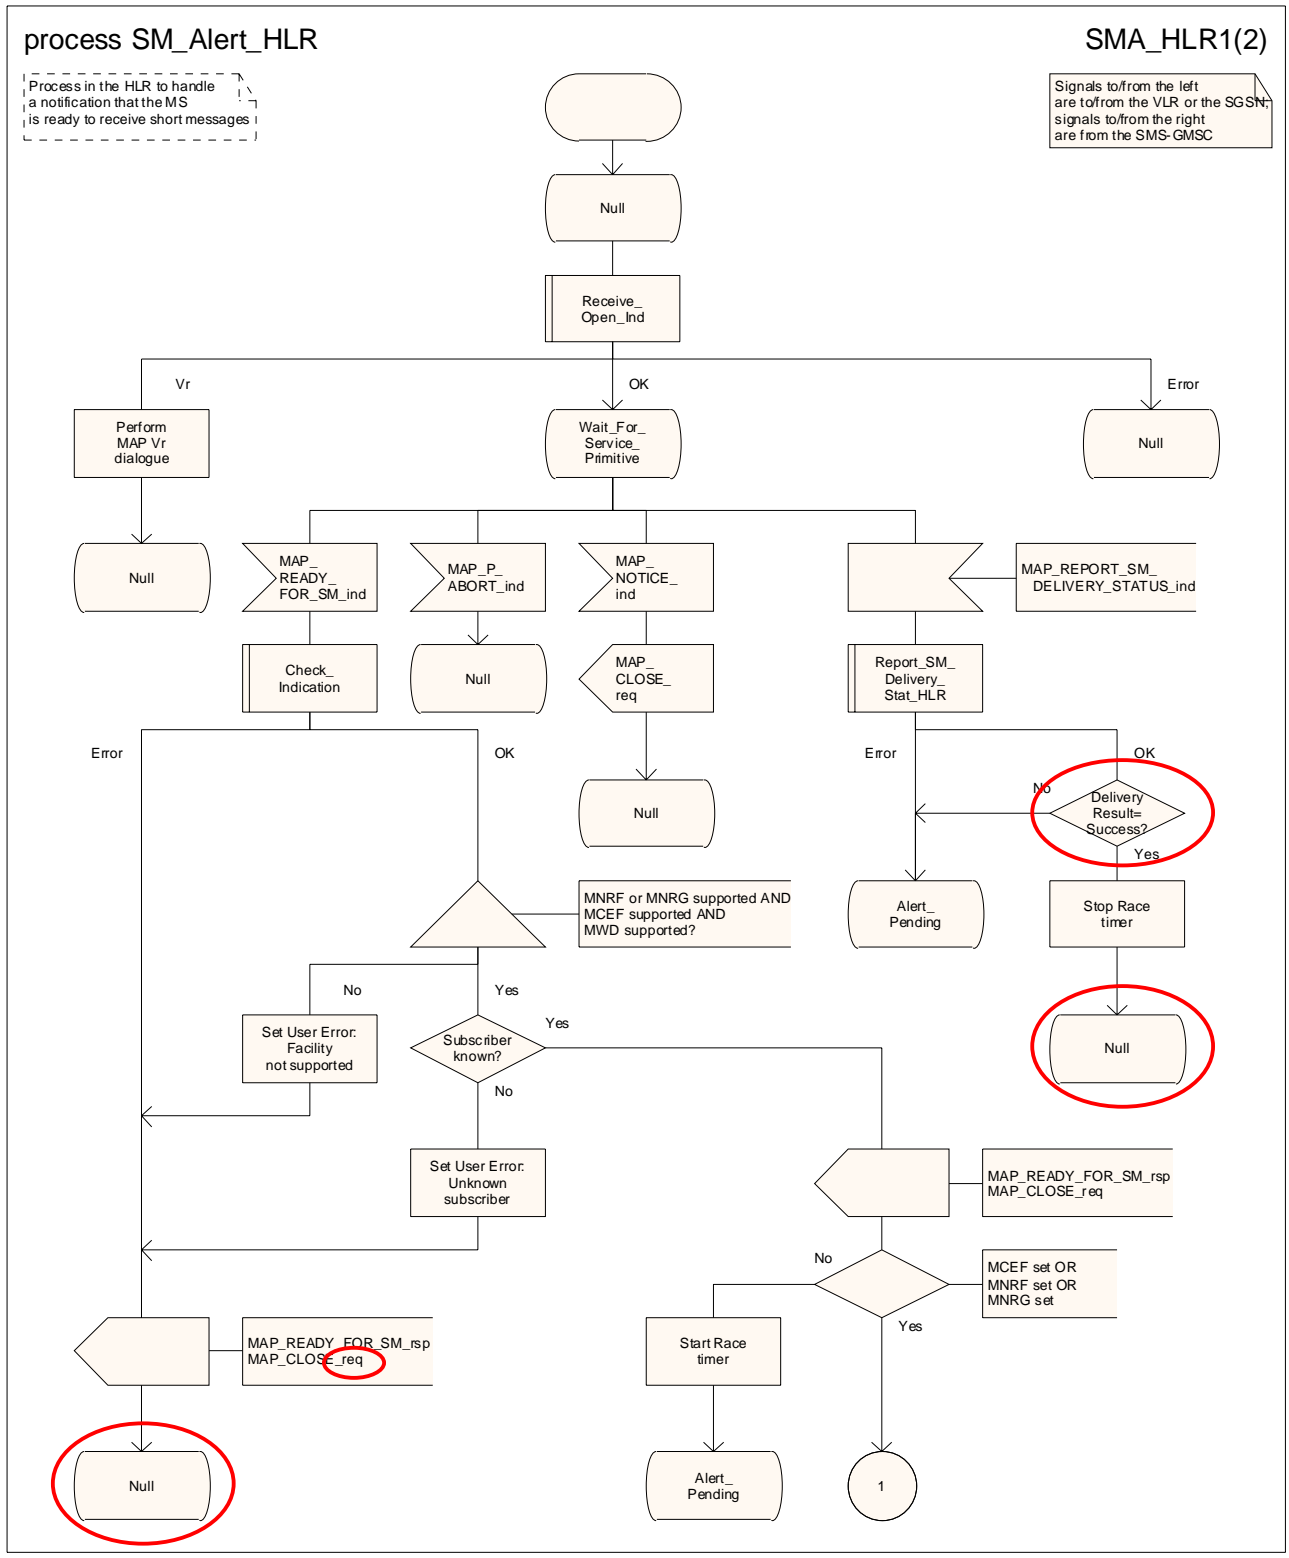 process SM_Alert_HLR
SMA_HLR1(2)
Process in the HLR to handle
a notification that the MS
is ready to receive short messages
Signals to/from the left
are to/from the VLR or the SGSN;
signals to/from the right
are from the SMS-GMSC
Null
Receive_
Open_Ind
Vr
OK
Error
Perform
MAP Vr
dialogue
Wait_For_
Service_
Primitive
Null
Null
MAP_
READY_
FOR_SM_ind
MAP_P_
ABORT_ind
MAP_
NOTICE_
ind
MAP_REPORT_SM_
DELIVERY_STATUS_ind
Check_
Indication
Null
MAP_
CLOSE_
req
Report_SM_
Delivery_
Stat_HLR
Error
OK
Error
OK
Null
No
Delivery
Result=
Success?
Yes
MNRF or MNRG supported AND
MCEF supported AND
MWD supported?
Alert_
Pending
Stop Race
timer
No
Yes
Set User Error:
Facility
not supported
Subscriber
known?
Yes
Null
No
Set User Error:
Unknown
subscriber
MAP_READY_FOR_SM_rsp
MAP_CLOSE_req
No
MCEF set OR
MNRF set OR
MNRG set
Yes
MAP_READY_FOR_SM_rsp
MAP_CLOSE_req
Start Race
timer
Null
Alert_
Pending
1